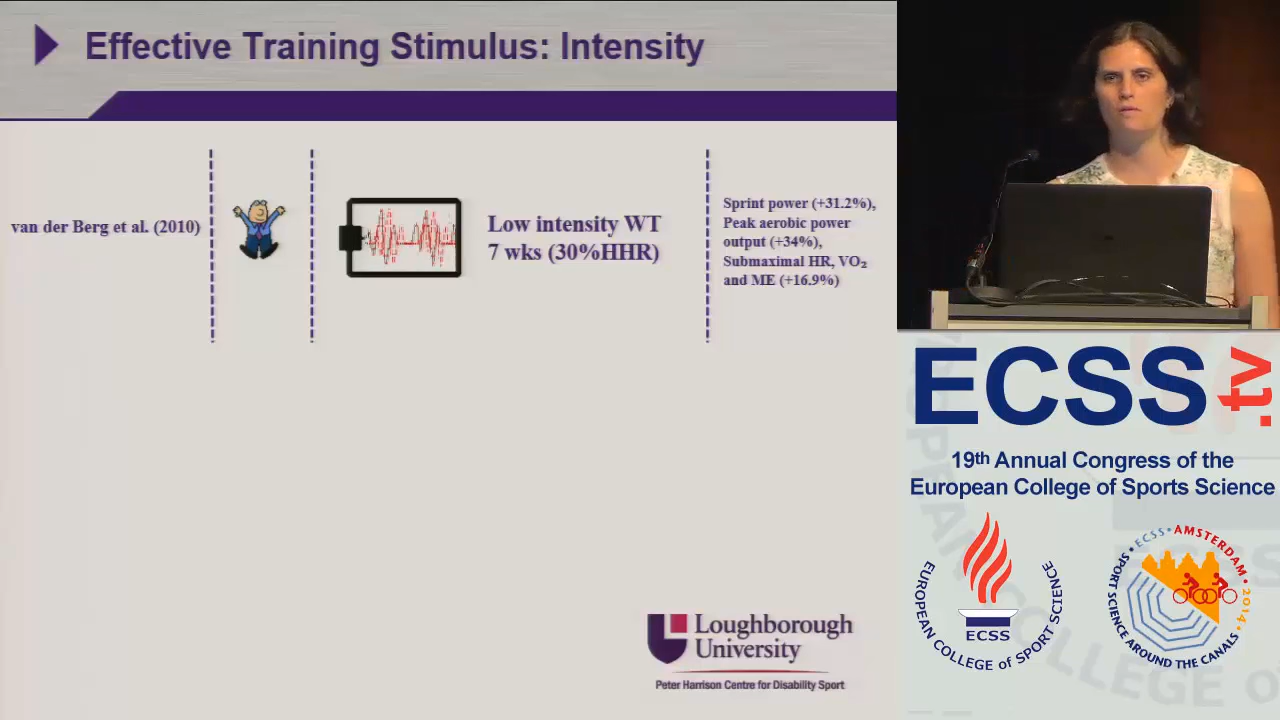 Effective Training Stimulus: Intensity
van der Berg et al. (2010)
Low intensity WT
7 wks (30%HHR)
Sprint power (+31.2%),
Peak aerobic power
output (+34%),
Submaximal HR, VO₂
and ME (+16.9%)
Loughborough
University
Peter Harrison Centre for Disability Sport
ECSS.tv
19th Annual Congress of the
European College of Sports Science
EUROPEAN COLLEGE of SPORT SCIENCE
ECSS
ECSS • AMSTERDAM 2014 •
SPORT SCIENCE AROUND THE CANALS •